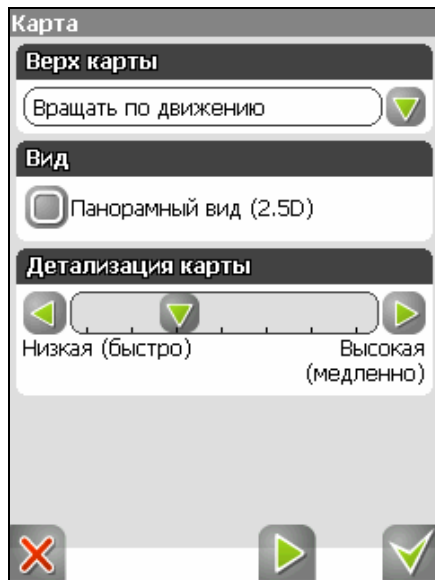 Карта
Верх карты
Вращать по движению
Вид
Панорамный вид (2.5D)
Детализация карты
Низкая (быстро)
Высокая
(медленно)